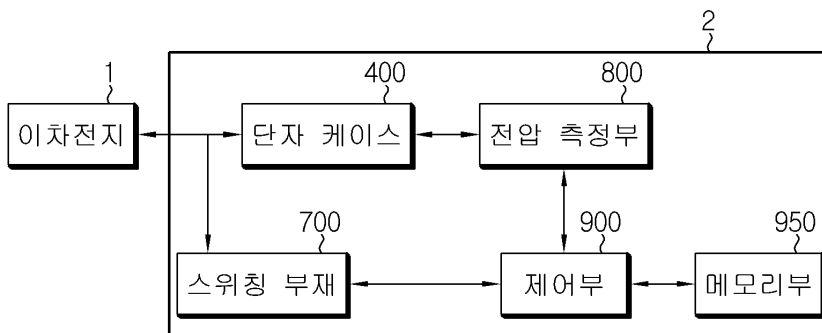 2
1
400
800
이차전지
단자 케이스
전압 측정부
700
900
950
스위칭 부재
제어부
메모리부